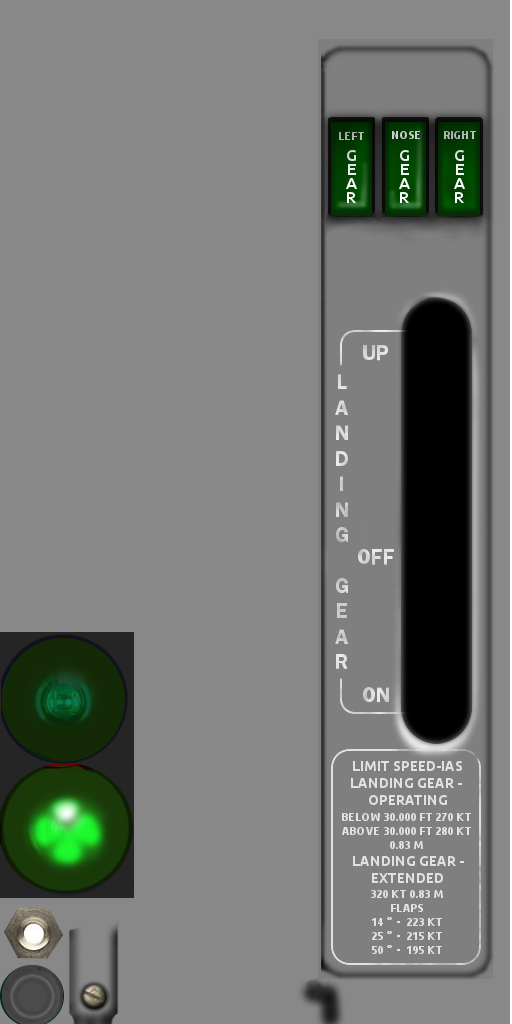 LEFT NOSE RIGHT
GEAR GEAR GEAR
UP
LANDING GEAR
OFF
ON
LIMIT SPEED-IAS
LANDING GEAR -
OPERATING
BELOW 30.000 FT 270 KT
ABOVE 30.000 FT 280 KT
0.83 M
LANDING GEAR -
EXTENDED
320 KT 0.83 M
FLAPS
14 ° - 223 KT
25 ° - 215 KT
50 ° - 195 KT